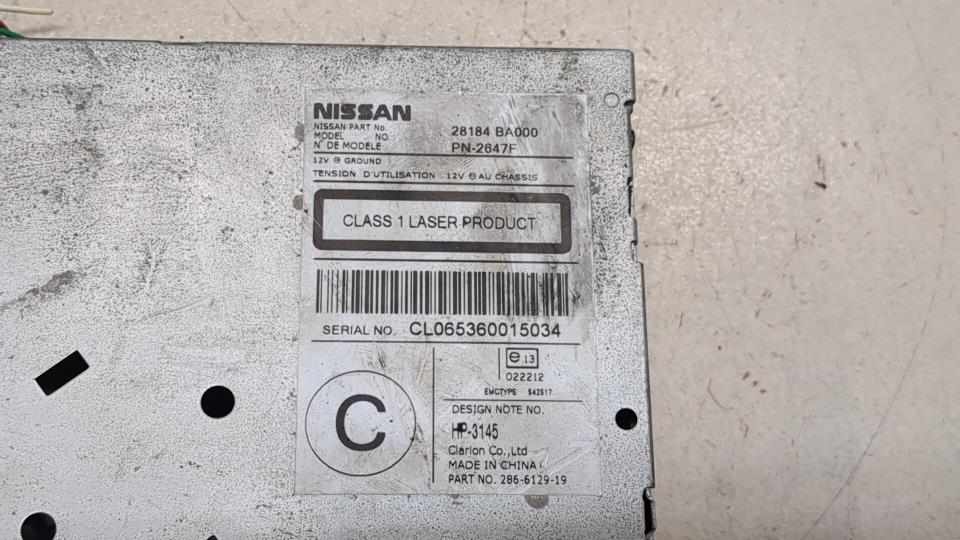 NISSAN
NISSAN PART No. 28184 BA000
MODEL NO.
N° DE MODELE PN-2647F
12V ⊖ GROUND
TENSION D'UTILISATION 12V ⊖ AU CHASSIS
CLASS 1 LASER PRODUCT
SERIAL NO. CL065360015034
e 13
022212
EMCTYPE 542517
C
DESIGN NOTE NO.
HP-3145
Clarion Co.,Ltd
MADE IN CHINA
PART NO. 286-6129-19